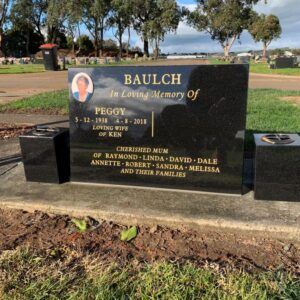 BAULCH
In Loving Memory Of
PEGGY
5-12-1938 4-8-2018
LOVING WIFE
OF KEN
CHERISHED MUM
OF RAYMOND · LINDA · DAVID · DALE
ANNETTE · ROBERT · SANDRA · MELISSA
AND THEIR FAMILIES